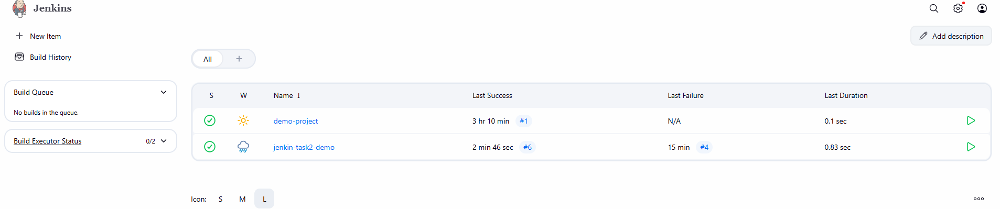 Jenkins
New Item
Add description
Build History
All +
Build Queue
No builds in the queue.
Build Executor Status 0/2
S W Name ↓ Last Success Last Failure Last Duration
demo-project 3 hr 10 min #1 N/A 0.1 sec
jenkin-task2-demo 2 min 46 sec #6 15 min #4 0.83 sec
Icon: S M L